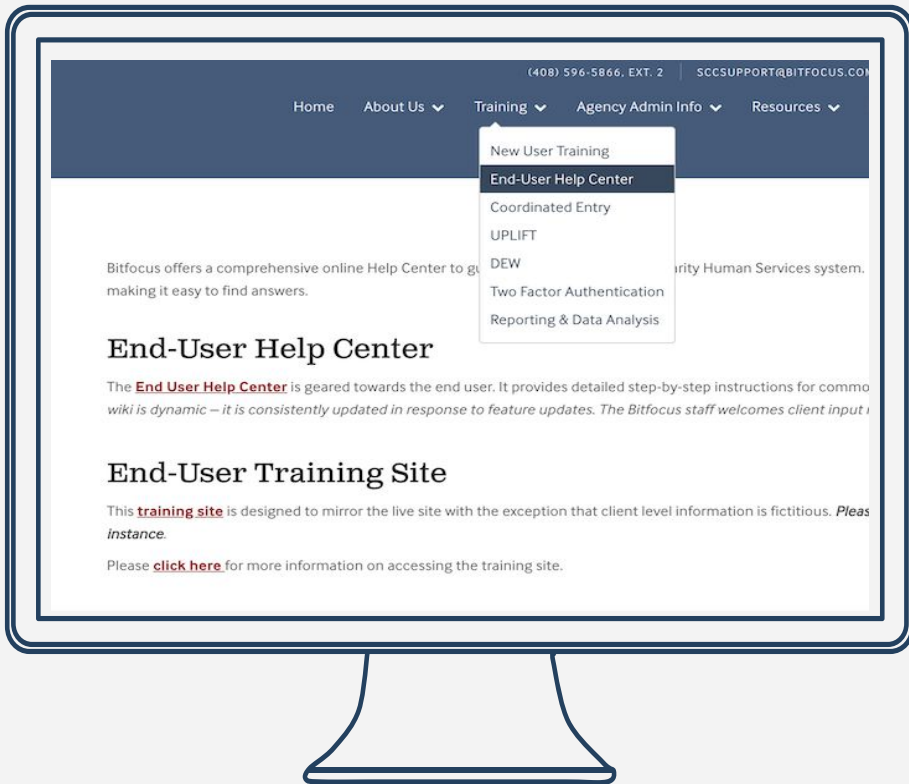 (408) 596-5866, EXT. 2 SCCSUPPORT@BITFOCUS.COM
Home About Us Training Agency Admin Info Resources
New User Training
End-User Help Center
Coordinated Entry
UPLIFT
DEW
Two Factor Authentication
Reporting & Data Analysis
Bitfocus offers a comprehensive online Help Center to Human Services system.
making it easy to find answers.
End-User Help Center
The End User Help Center is geared towards the end user. It provides detailed step-by-step instructions for
wiki is dynamic – it is consistently updated in response to feature updates. The Bitfocus staff welcomes client input
End-User Training Site
This training site is designed to mirror the live site with the exception that client level information is fictitious.
instance.
Please click here for more information on accessing the training site.